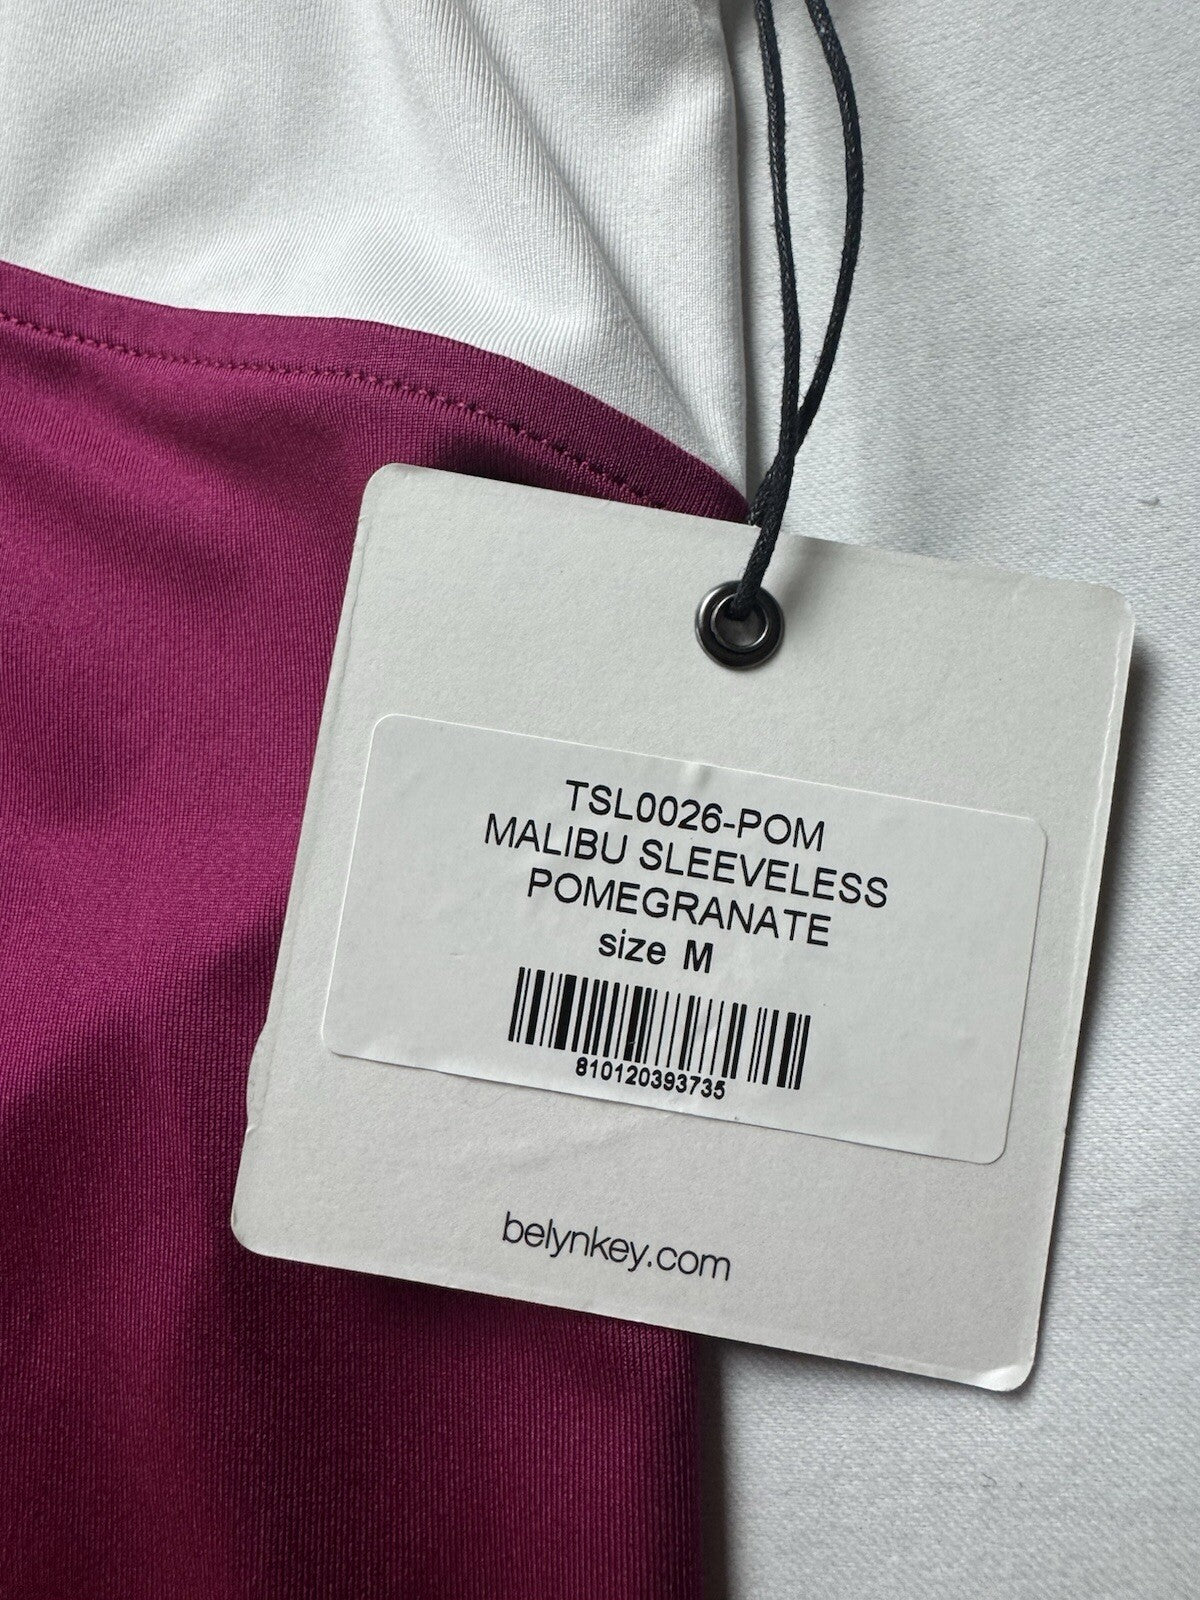 TSL0026-POM
MALIBU SLEEVELESS
POMEGRANATE
size M
810120393735
belynkey.com